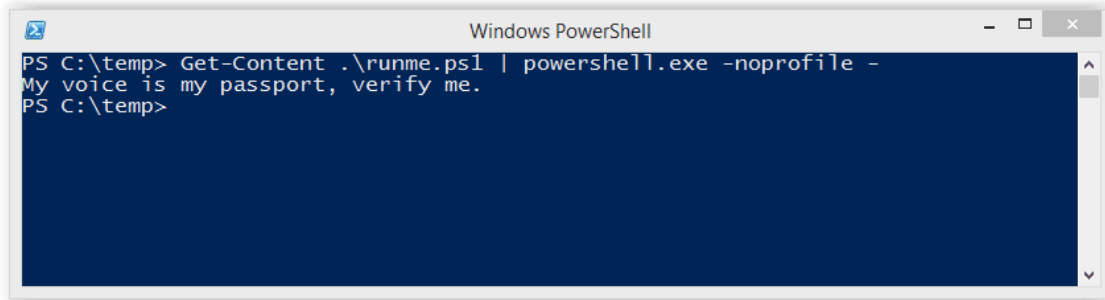 Windows PowerShell
PS C:\temp> Get-Content .\runme.ps1 | powershell.exe -noprofile -
My voice is my passport, verify me.
PS C:\temp>